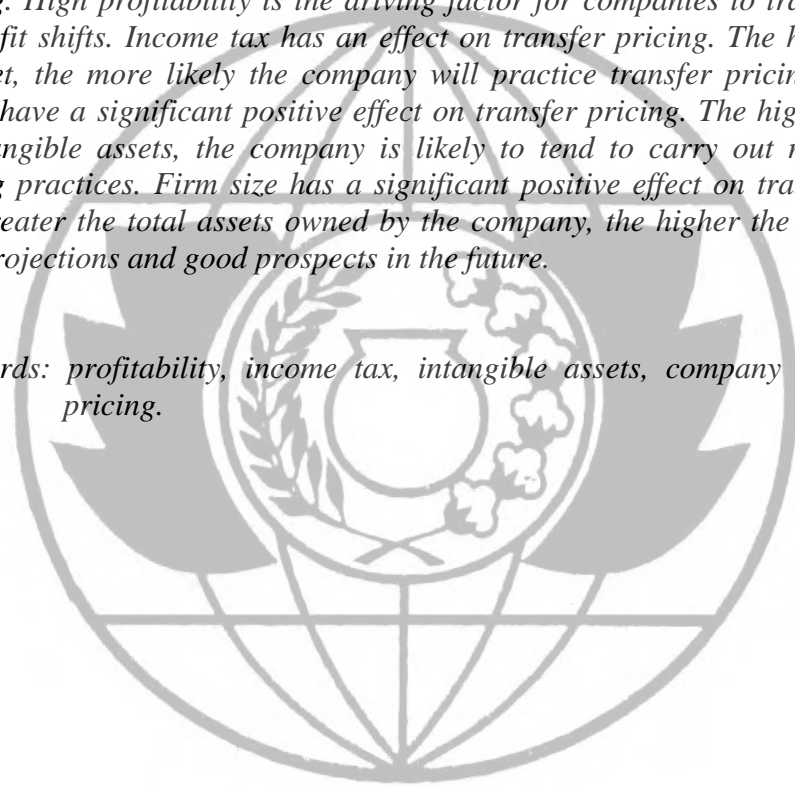 g. High profitability is the driving factor for companies to tra
fit shifts. Income tax has an effect on transfer pricing. The h
et, the more likely the company will practice transfer pricin
have a significant positive effect on transfer pricing. The hig
ngible assets, the company is likely to tend to carry out
g practices. Firm size has a significant positive effect on tra
reater the total assets owned by the company, the higher the
rojections and good prospects in the future.
rds: profitability, income tax, intangible assets, company
pricing.